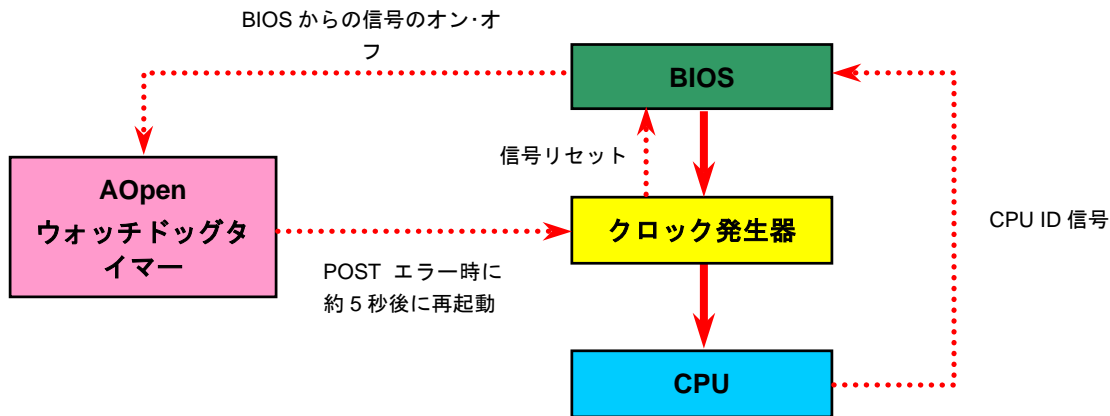 BIOS からの信号のオン･オ
フ
BIOS
信号リセット
AOpen
ウォッチドッグタ
イマー
クロック発生器
CPU ID 信号
POST エラー時に
約 5 秒後に再起動
CPU